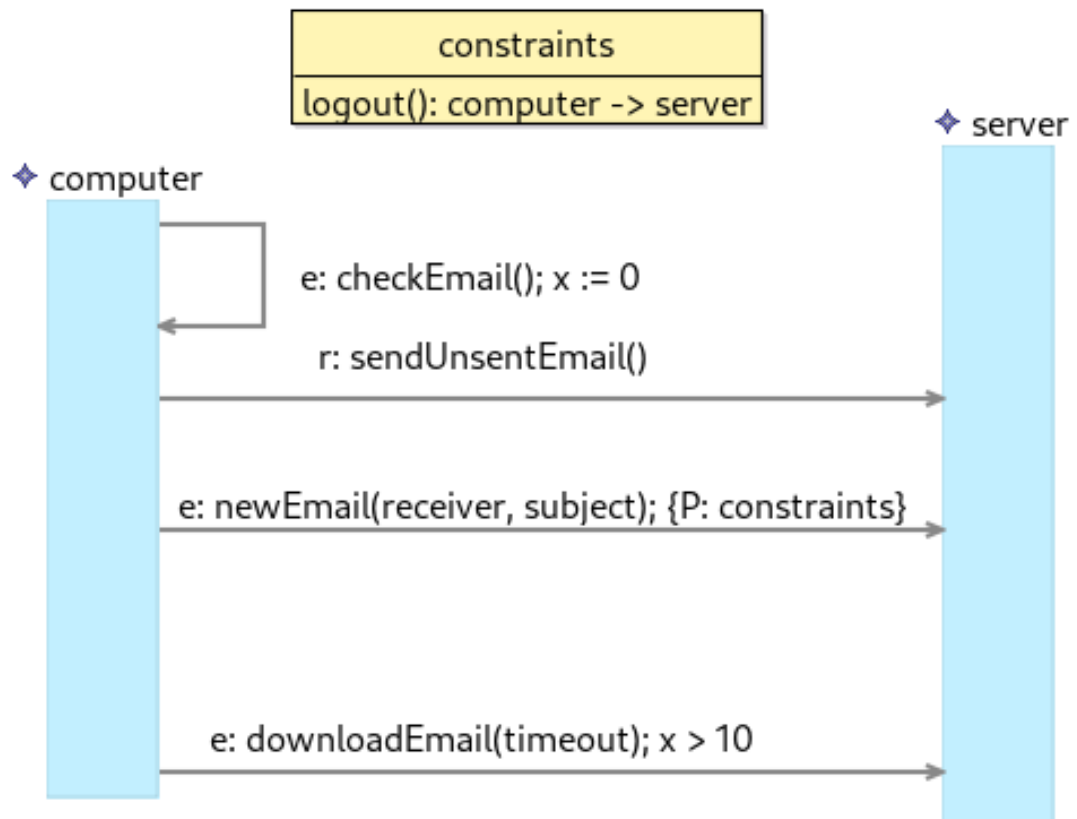 constraints
logout(): computer -> server
server
computer
e: checkEmail(); x := 0
r: sendUnsentEmail()
e: newEmail(receiver, subject); {P: constraints}
e: downloadEmail(timeout); x > 10